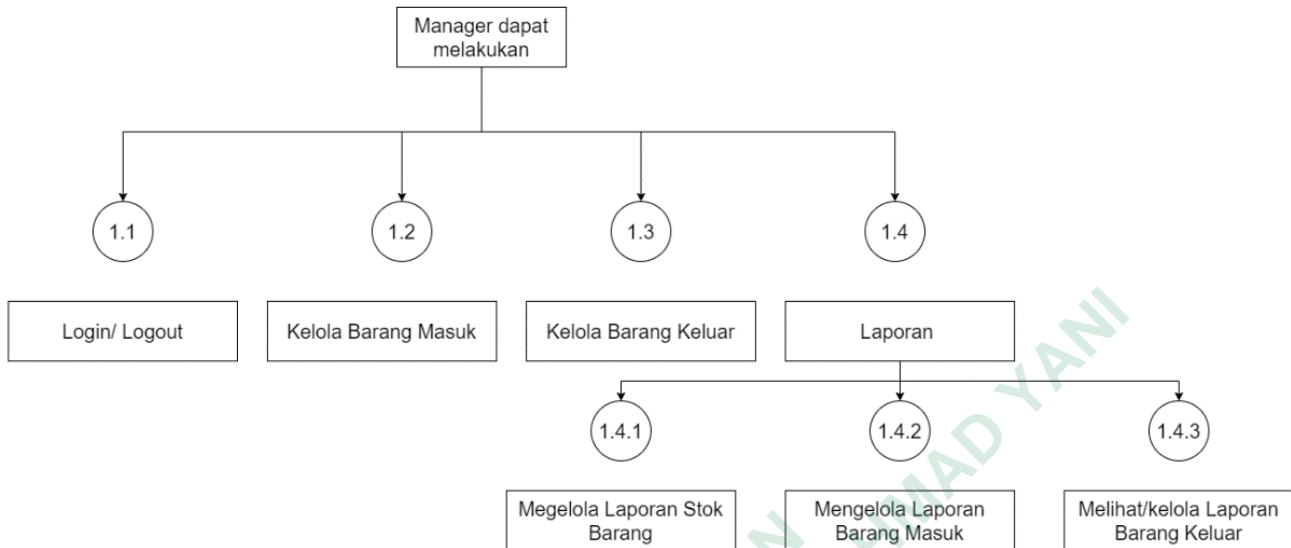 Manager dapat
melakukan
1.1
1.2
1.3
1.4
Login/ Logout
Kelola Barang Masuk
Kelola Barang Keluar
Laporan
1.4.1
1.4.2
1.4.3
Megelola Laporan Stok
Barang
Mengelola Laporan
Barang Masuk
Melihat/kelola Laporan
Barang Keluar
YANI